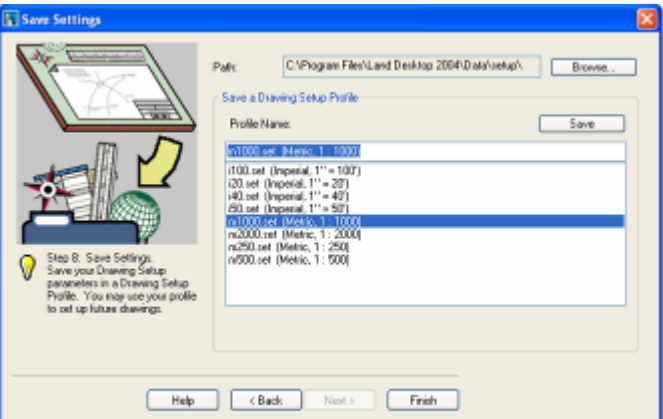 Save Settings
Path: C:\Program Files\Land Desktop 2004\Data\setup\ Browse...
Save a Drawing Setup Profile
Profile Name: Save
m1000.set (Metric, 1 : 1000)
i100.set (Imperial, 1'' = 100')
i20.set (Imperial, 1'' = 20')
i40.set (Imperial, 1'' = 40')
i50.set (Imperial, 1'' = 50')
m1000.set (Metric, 1 : 1000)
m2000.set (Metric, 1 : 2000)
m250.set (Metric, 1 : 250)
m500.set (Metric, 1 : 500)
Step 8: Save Settings.
Save your Drawing Setup
parameters in a Drawing Setup
Profile. You may use your profile
to set up future drawings.
Help < Back Next > Finish